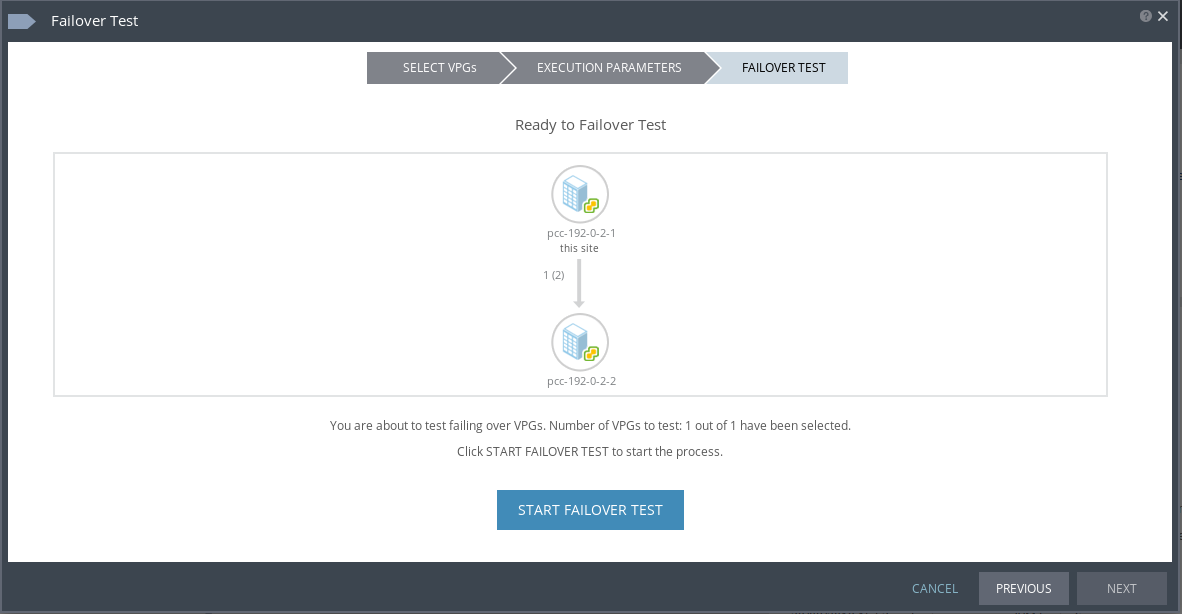 Failover Test
SELECT VPGs
EXECUTION PARAMETERS
FAILOVER TEST
Ready to Failover Test
pcc-192-0-2-1
this site
1 (2)
pcc-192-0-2-2
You are about to test failing over VPGs. Number of VPGs to test: 1 out of 1 have been selected.
Click START FAILOVER TEST to start the process.
START FAILOVER TEST
CANCEL
PREVIOUS
NEXT